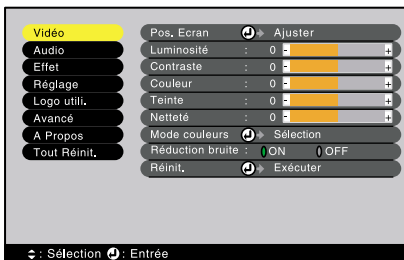 Vidéo
Audio
Effet
Réglage
Logo utili.
Avancé
A Propos
Tout Réinit.
Pos. Ecran Ajuster
Luminosité : 0 - +
Contraste : 0 - +
Couleur : 0 - +
Teinte : 0 - +
Netteté : 0 - +
Mode couleurs Sélection
Réduction bruite : ON OFF
Réinit. Exécuter
: Sélection : Entrée